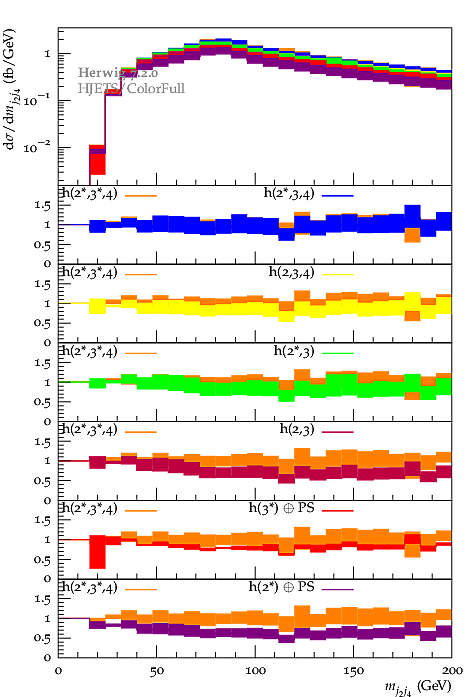 dσ/dm_{j2j4} (fb/GeV)
1
10⁻¹
10⁻²
Herwig 7.2.0
HJETS/ColorFull
h(2*,3*,4) h(2*,3,4)
1.5
1
0.5
0
h(2*,3*,4) h(2,3,4)
1.5
1
0.5
0
h(2*,3*,4) h(2*,3)
1.5
1
0.5
0
h(2*,3*,4) h(2,3)
1.5
1
0.5
0
h(2*,3*,4) h(3*) ⊕ PS
1.5
1
0.5
0
h(2*,3*,4) h(2*) ⊕ PS
1.5
1
0.5
0
0 50 100 150 200
m_{j2j4} (GeV)